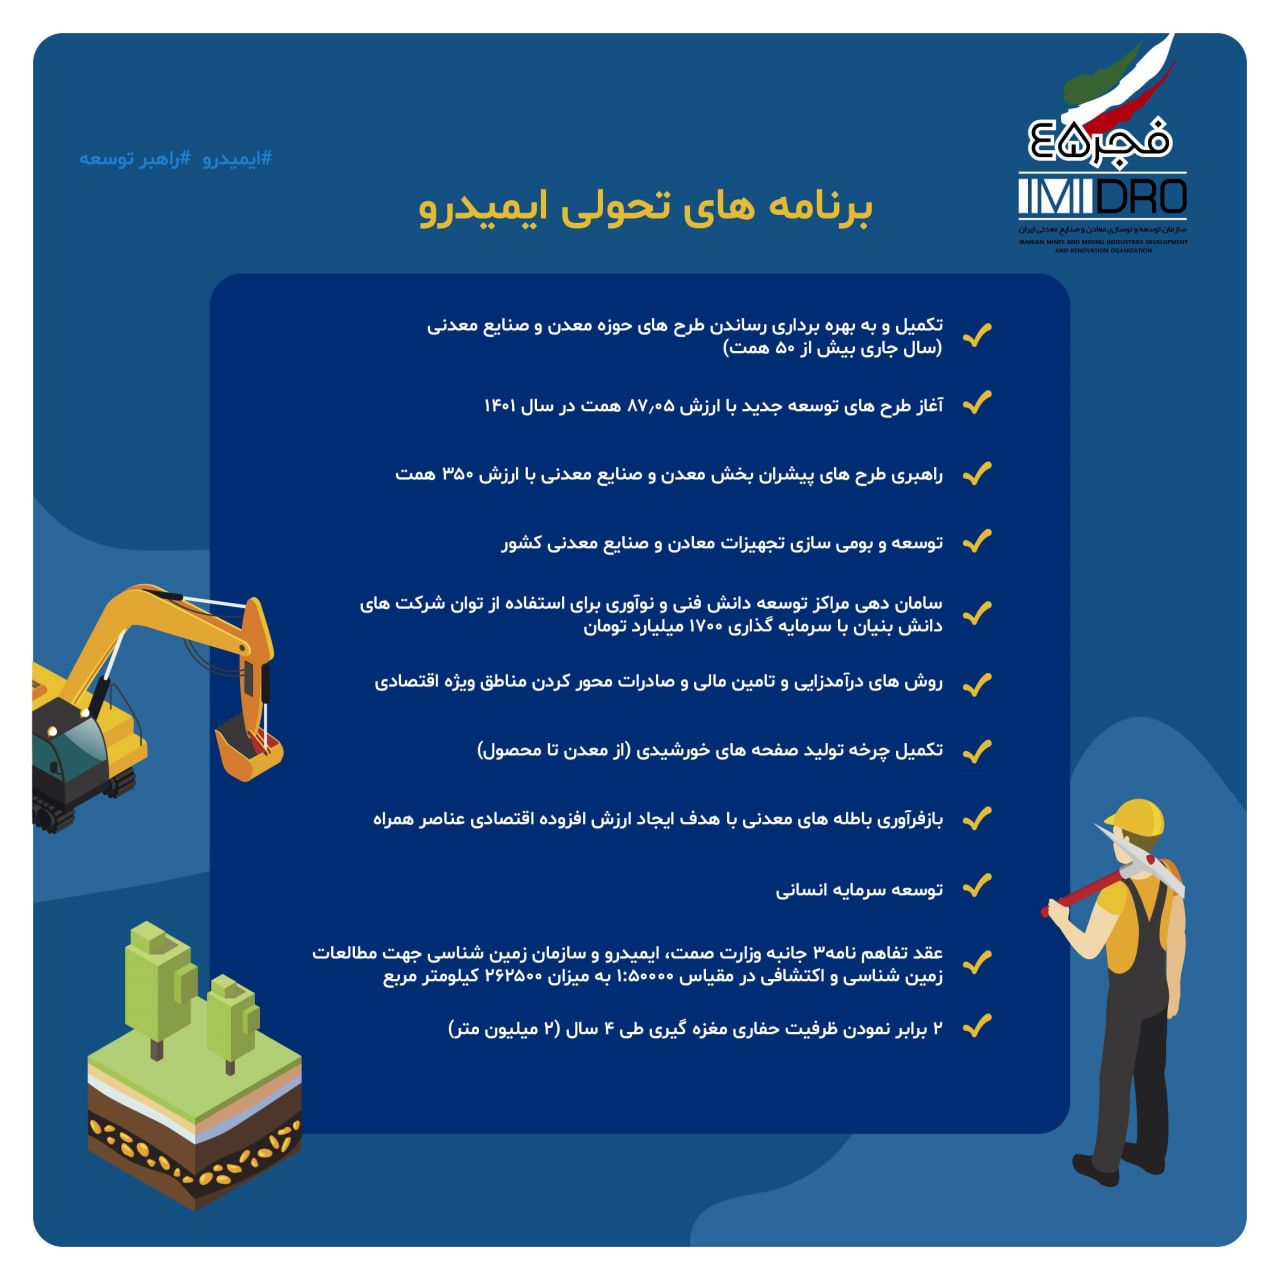 فجر۴۵
IMIDRO
سازمان توسعه و نوسازی معادن و صنایع معدنی ایران
IRANIAN MINES AND MINING INDEUSTRIES DEVELOPMENT
AND RENOVATION OGANIZATION
#ایمیدرو #راهبر توسعه
برنامه های تحولی ایمیدرو
تکمیل و به بهره برداری رساندن طرح های حوزه معدن و صنایع معدنی
(سال جاری بیش از ۵۰ همت)
آغاز طرح های توسعه جدید با ارزش ۸۷٫۰۵ همت در سال ۱۴۰۱
راهبری طرح های پیشران بخش معدن و صنایع معدنی با ارزش ۳۵۰ همت
توسعه و بومی سازی تجهیزات معادن و صنایع معدنی کشور
سامان دهی مراکز توسعه دانش فنی و نوآوری برای استفاده از توان شرکت های
دانش بنیان با سرمایه گذاری ۱۷۰۰ میلیارد تومان
روش های درآمدزایی و تامین مالی و صادرات محور کردن مناطق ویژه اقتصادی
تکمیل چرخه تولید صفحه های خورشیدی (از معدن تا محصول)
بازفرآوری باطله های معدنی با هدف ایجاد ارزش افزوده اقتصادی عناصر همراه
توسعه سرمایه انسانی
عقد تفاهم نامه۳ جانبه وزارت صمت، ایمیدرو و سازمان زمین شناسی جهت مطالعات
زمین شناسی و اکتشافی در مقیاس ۱:۵۰۰۰۰ به میزان ۲۶۲۵۰۰ کیلومتر مربع
۲ برابر نمودن ظرفیت حفاری مغزه گیری طی ۴ سال (۲ میلیون متر)